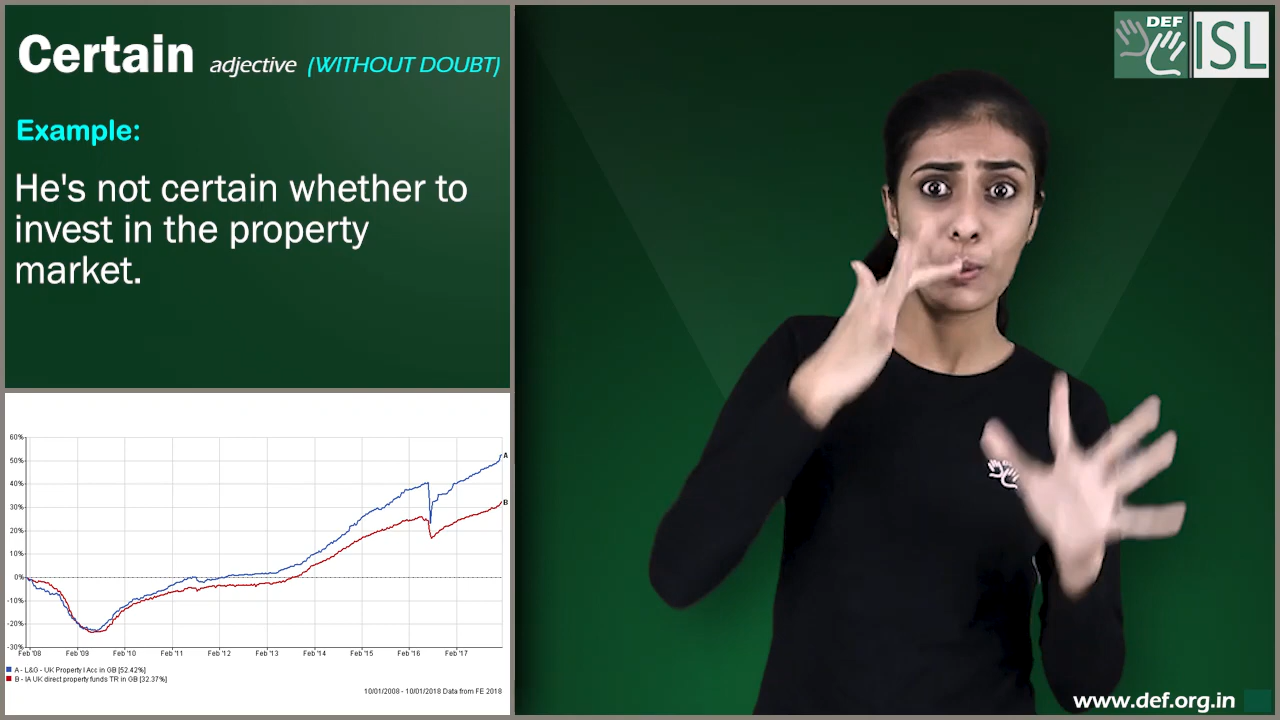 Certain adjective (WITHOUT DOUBT)
Example:
He's not certain whether to
invest in the property
market.
DEF
ISL
60%
50%
40%
30%
20%
10%
0%
-10%
-20%
-30%
Feb'08 Feb'09 Feb'10 Feb'11 Feb'12 Feb'13 Feb'14 Feb'15 Feb'16 Feb'17
A
B
A - L&G - UK Property I Acc in GB [52.42%]
B - IA UK direct property funds TR in GB [32.37%]
10/01/2008 - 10/01/2018 Data from FE 2018
www.def.org.in